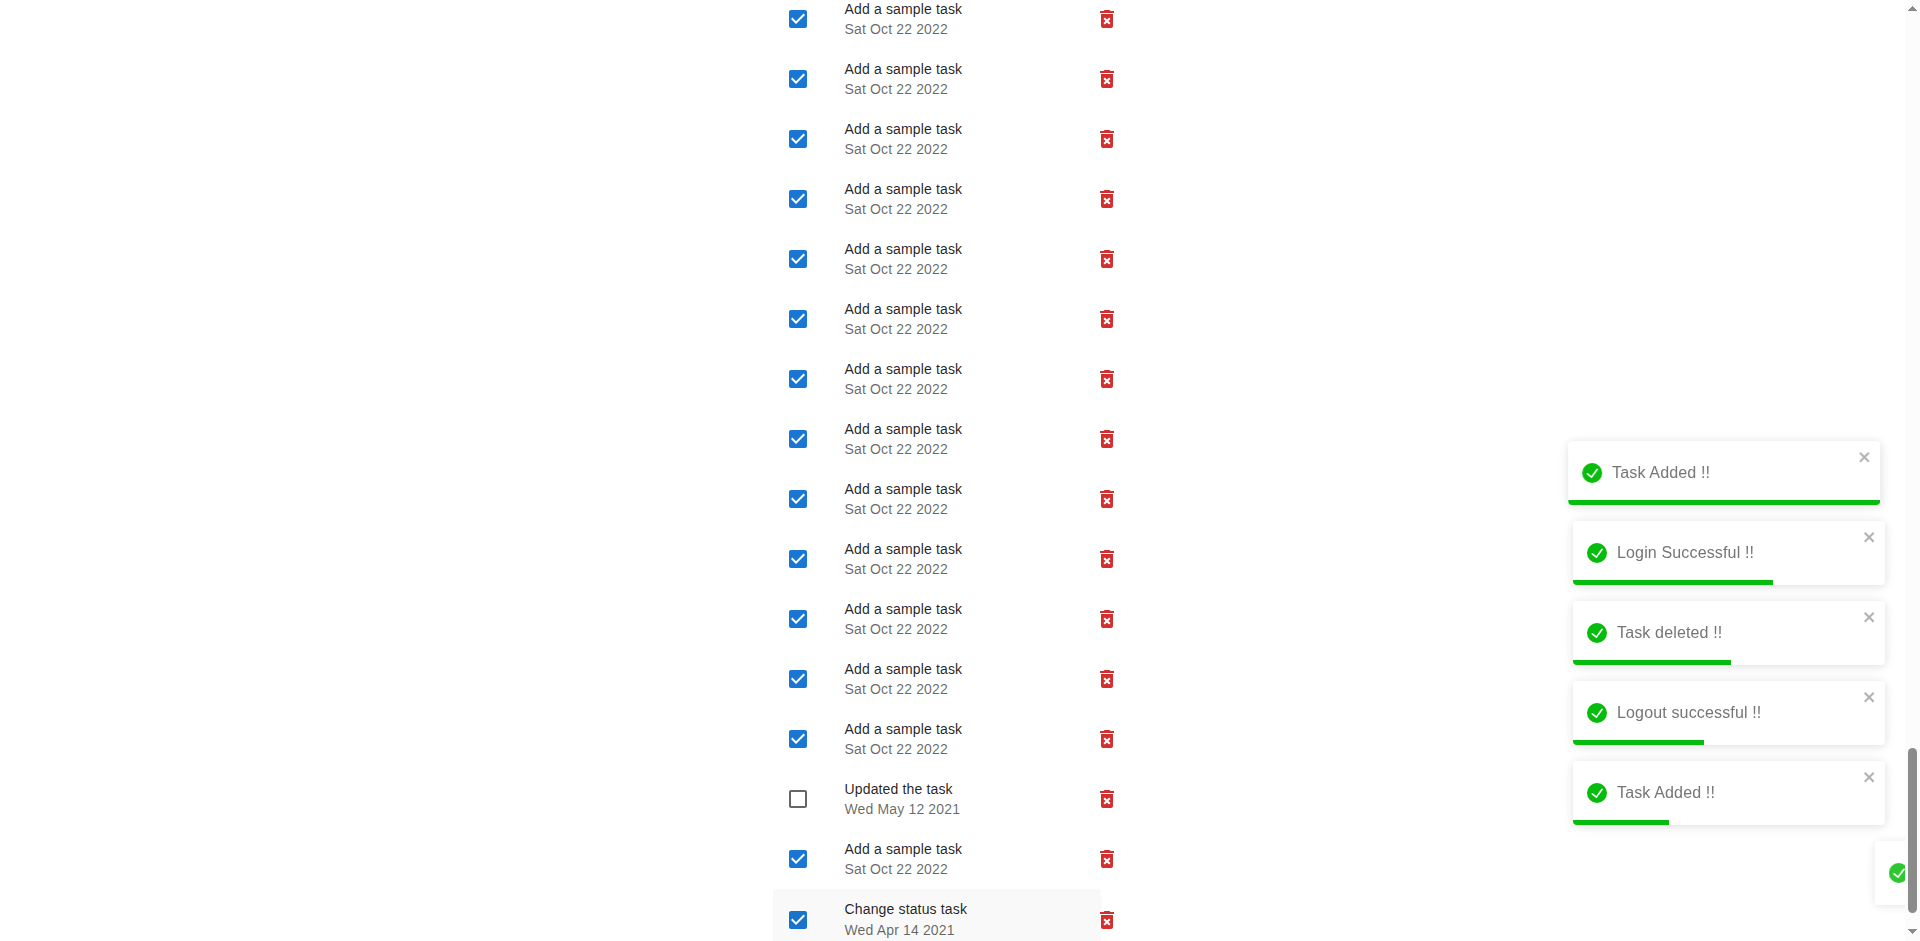 Add a sample task
Sat Oct 22 2022
Add a sample task
Sat Oct 22 2022
Add a sample task
Sat Oct 22 2022
Add a sample task
Sat Oct 22 2022
Add a sample task
Sat Oct 22 2022
Add a sample task
Sat Oct 22 2022
Add a sample task
Sat Oct 22 2022
Add a sample task
Sat Oct 22 2022
Add a sample task
Sat Oct 22 2022
Add a sample task
Sat Oct 22 2022
Add a sample task
Sat Oct 22 2022
Add a sample task
Sat Oct 22 2022
Add a sample task
Sat Oct 22 2022
Updated the task
Wed May 12 2021
Add a sample task
Sat Oct 22 2022
Change status task
Wed Apr 14 2021
Task Added !!
Login Successful !!
Task deleted !!
Logout successful !!
Task Added !!